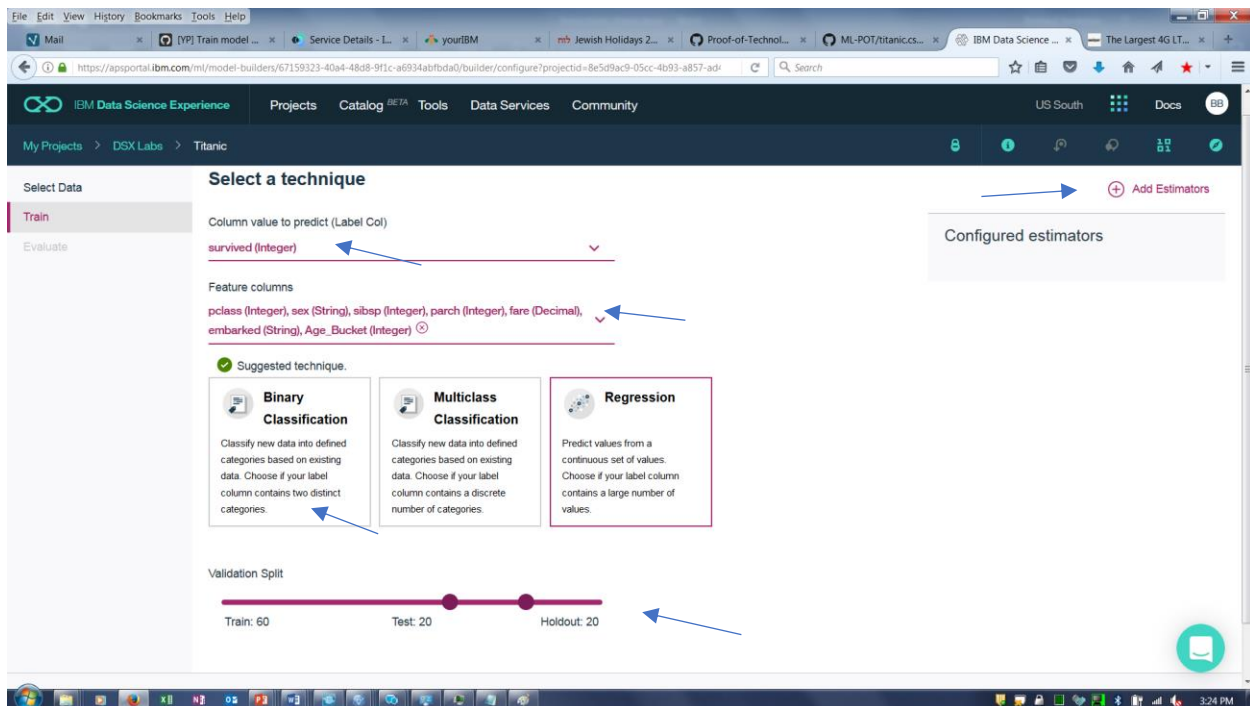 File Edit View History Bookmarks Tools Help
Mail
[YP] Train model ...
Service Details - I...
yourIBM
Jewish Holidays 2...
Proof-of-Technol...
ML-POT/titanic.cs...
IBM Data Science ...
The Largest 4G LT...
https://apsportal.ibm.com/ml/model-builders/67159323-40a4-48d8-9f1c-a6934abfbda0/builder/configure?projectid=8e5d9ac9-05cc-4b93-a857-ad
Search
IBM Data Science Experience Projects Catalog BETA Tools Data Services Community US South Docs BB
My Projects > DSX Labs > Titanic
Select Data
Train
Evaluate
Select a technique
Add Estimators
Configured estimators
Column value to predict (Label Col)
survived (Integer)
Feature columns
pclass (Integer), sex (String), sibsp (Integer), parch (Integer), fare (Decimal),
embarked (String), Age_Bucket (Integer)
Suggested technique.
Binary
Classification
Classify new data into defined
categories based on existing
data. Choose if your label
column contains two distinct
categories.
Multiclass
Classification
Classify new data into defined
categories based on existing
data. Choose if your label
column contains a discrete
number of categories.
Regression
Predict values from a
continuous set of values.
Choose if your label column
contains a large number of
values.
Validation Split
Train: 60 Test: 20 Holdout: 20
3:24 PM